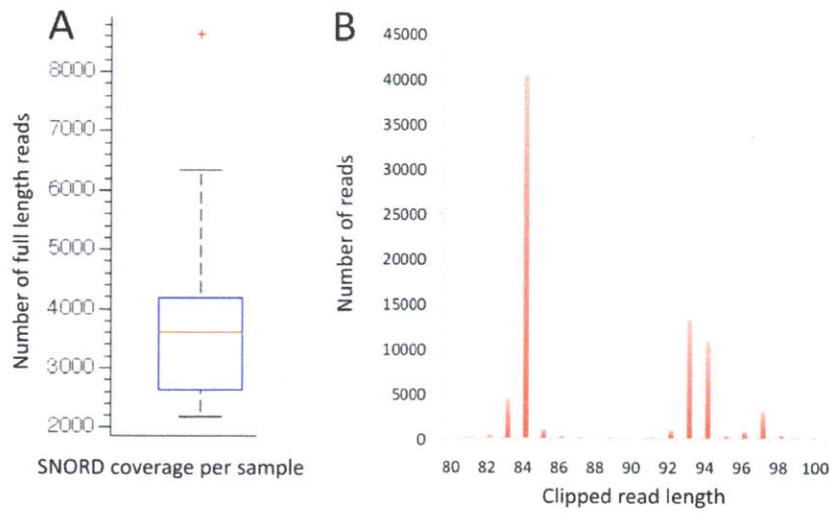 A
Number of full length reads
8000
7000
6000
5000
4000
3000
2000
SNORD coverage per sample
B
Number of reads
45000
40000
35000
30000
25000
20000
15000
10000
5000
0
80 82 84 86 88 90 92 94 96 98 100
Clipped read length